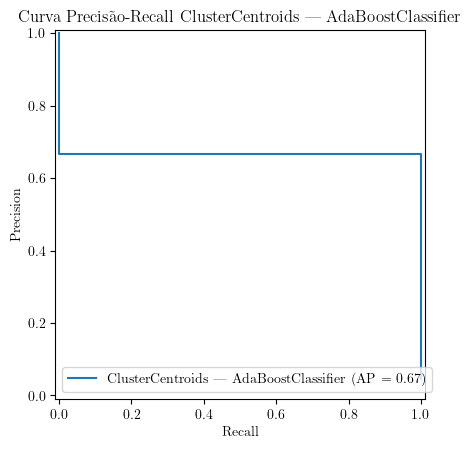 Curva Precisão-Recall ClusterCentroids — AdaBoostClassifier
1.0
0.8
0.6
0.4
0.2
0.0
Precision
ClusterCentroids — AdaBoostClassifier (AP = 0.67)
0.0 0.2 0.4 0.6 0.8 1.0
Recall